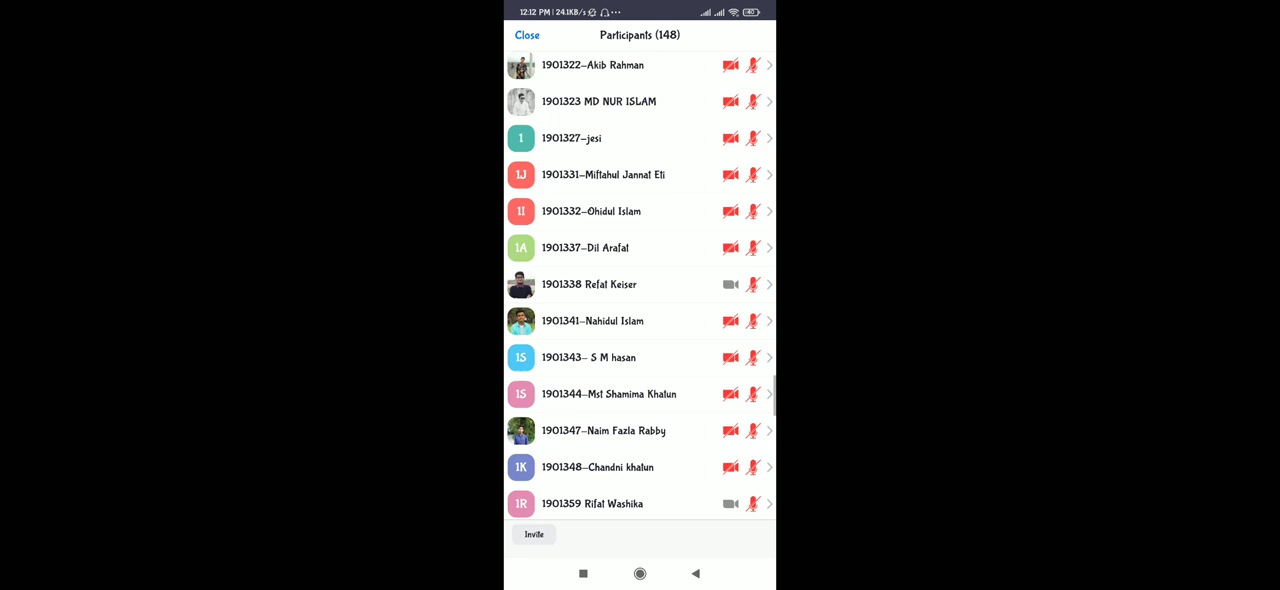 12:12 PM | 24.1KB/s ...
40
Close
Participants (148)
1901322-Akib Rahman
1901323 MD NUR ISLAM
1
1901327-jesi
1J
1901331-Miftahul Jannat Eti
1I
1901332-Ohidul Islam
1A
1901337-Dil Arafat
1901338 Refat Keiser
1901341-Nahidul Islam
1S
1901343- S M hasan
1S
1901344-Mst Shamima Khatun
1901347-Naim Fazla Rabby
1K
1901348-Chandni khatun
1R
1901359 Rifat Washika
Invite